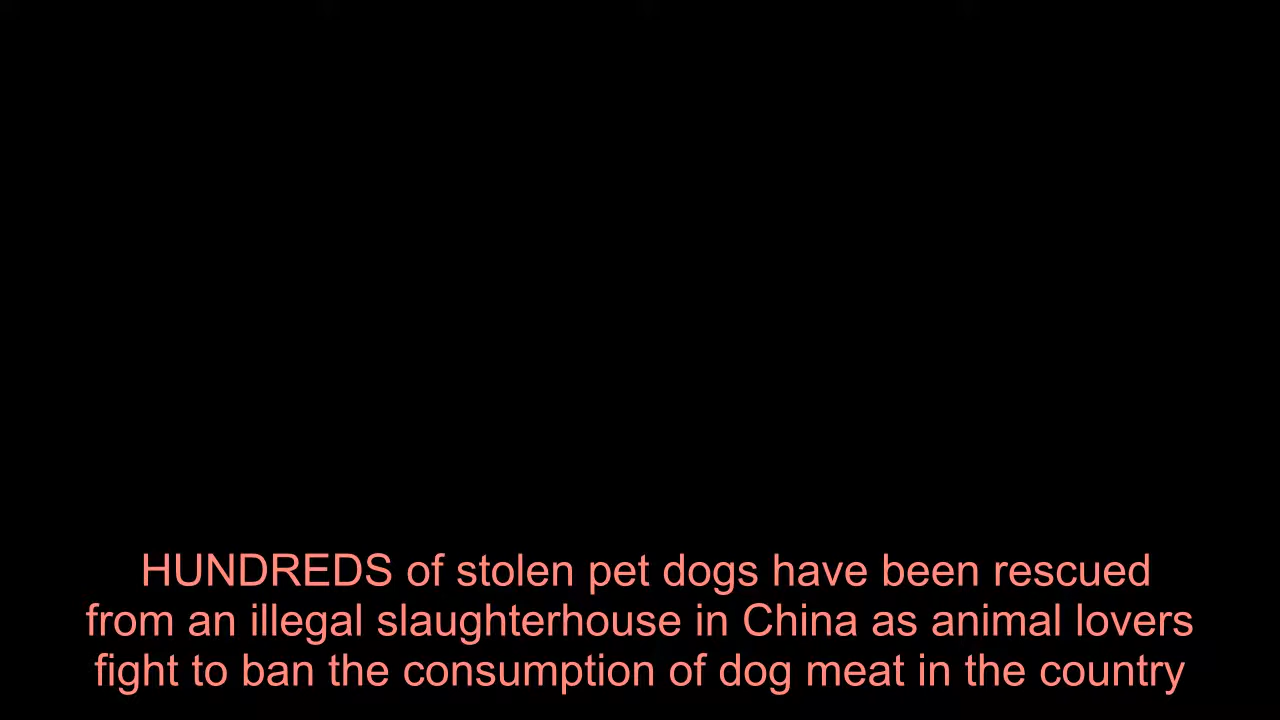 HUNDREDS of stolen pet dogs have been rescued
from an illegal slaughterhouse in China as animal lovers
fight to ban the consumption of dog meat in the country